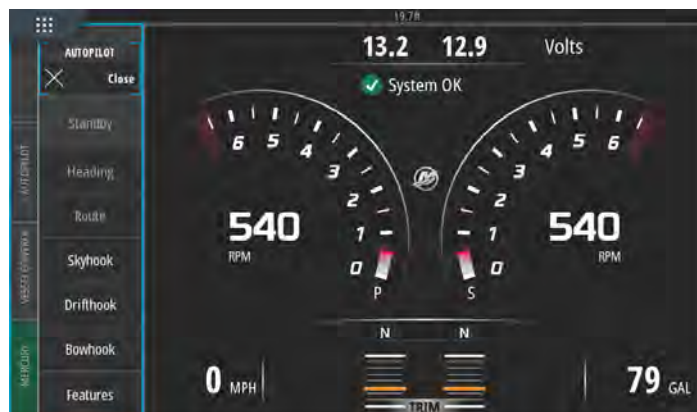 19.7ft
AUTOPILOT
Close
Standby
Heading
Route
Skyhook
Drifthook
Bowhook
Features
AUTOPILOT
MERCURY
13.2 12.9 Volts
System OK
6 5 4 3 2 1 0
P
540
RPM
6 5 4 3 2 1 0
S
540
RPM
N N
0 MPH
TRIM
79 GAL